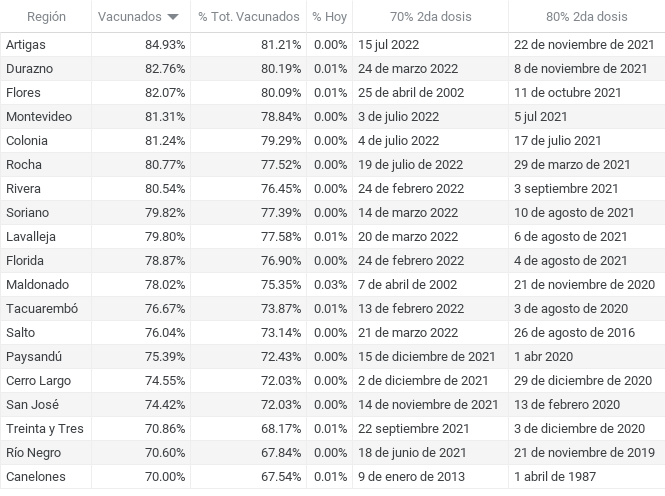 Región Vacunados % Tot. Vacunados % Hoy 70% 2da dosis 80% 2da dosis
Artigas 84.93% 81.21% 0.00% 15 jul 2022 22 de noviembre de 2021
Durazno 82.76% 80.19% 0.01% 24 de marzo 2022 8 de noviembre de 2021
Flores 82.07% 80.09% 0.01% 25 de abril de 2002 11 de octubre 2021
Montevideo 81.31% 78.84% 0.00% 3 de julio 2022 5 jul 2021
Colonia 81.24% 79.29% 0.00% 4 de julio 2022 17 de julio 2021
Rocha 80.77% 77.52% 0.00% 19 de julio de 2022 29 de marzo de 2021
Rivera 80.54% 76.45% 0.00% 24 de febrero 2022 3 septiembre 2021
Soriano 79.82% 77.39% 0.00% 14 de marzo 2022 10 de agosto de 2021
Lavalleja 79.80% 77.58% 0.01% 20 de marzo 2022 6 de agosto de 2021
Florida 78.87% 76.90% 0.00% 24 de febrero 2022 4 de agosto de 2021
Maldonado 78.02% 75.35% 0.03% 7 de abril de 2002 21 de noviembre de 2020
Tacuarembó 76.67% 73.87% 0.01% 13 de febrero 2022 3 de agosto de 2020
Salto 76.04% 73.14% 0.00% 21 de marzo 2022 26 de agosto de 2016
Paysandú 75.39% 72.43% 0.00% 15 de diciembre de 2021 1 abr 2020
Cerro Largo 74.55% 72.03% 0.00% 2 de diciembre de 2021 29 de diciembre de 2020
San José 74.42% 72.03% 0.00% 14 de noviembre de 2021 13 de febrero 2020
Treinta y Tres 70.86% 68.17% 0.01% 22 septiembre 2021 3 de diciembre de 2020
Río Negro 70.60% 67.84% 0.00% 18 de junio de 2021 21 de noviembre de 2019
Canelones 70.00% 67.54% 0.01% 9 de enero de 2013 1 abril de 1987